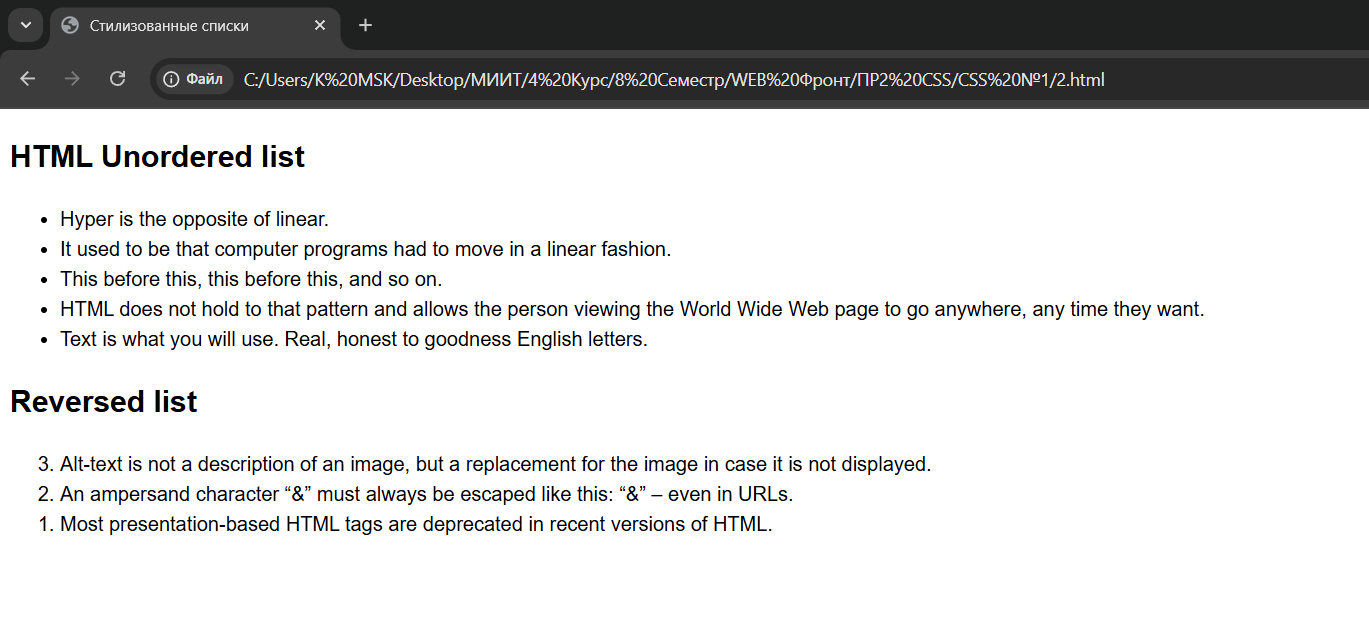 Стилизованные списки
Файл C:/Users/K%20MSK/Desktop/МИИТ/4%20Курс/8%20Семестр/WEB%20Фронт/ПР2%20CSS/CSS%20№1/2.html
HTML Unordered list
• Hyper is the opposite of linear.
• It used to be that computer programs had to move in a linear fashion.
• This before this, this before this, and so on.
• HTML does not hold to that pattern and allows the person viewing the World Wide Web page to go anywhere, any time they want.
• Text is what you will use. Real, honest to goodness English letters.
Reversed list
3. Alt-text is not a description of an image, but a replacement for the image in case it is not displayed.
2. An ampersand character “&” must always be escaped like this: “&” – even in URLs.
1. Most presentation-based HTML tags are deprecated in recent versions of HTML.